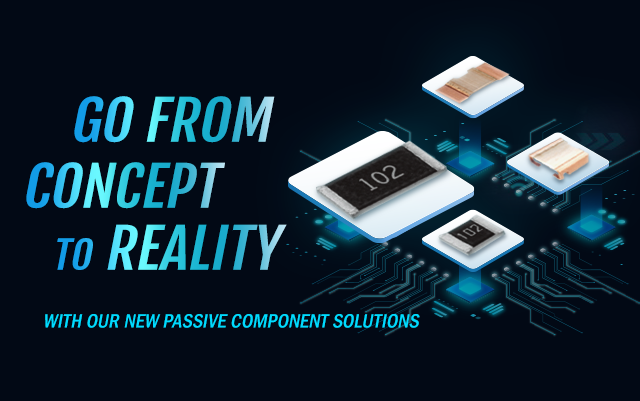 GO FROM
CONCEPT
TO REALITY
WITH OUR NEW PASSIVE COMPONENT SOLUTIONS
102
102